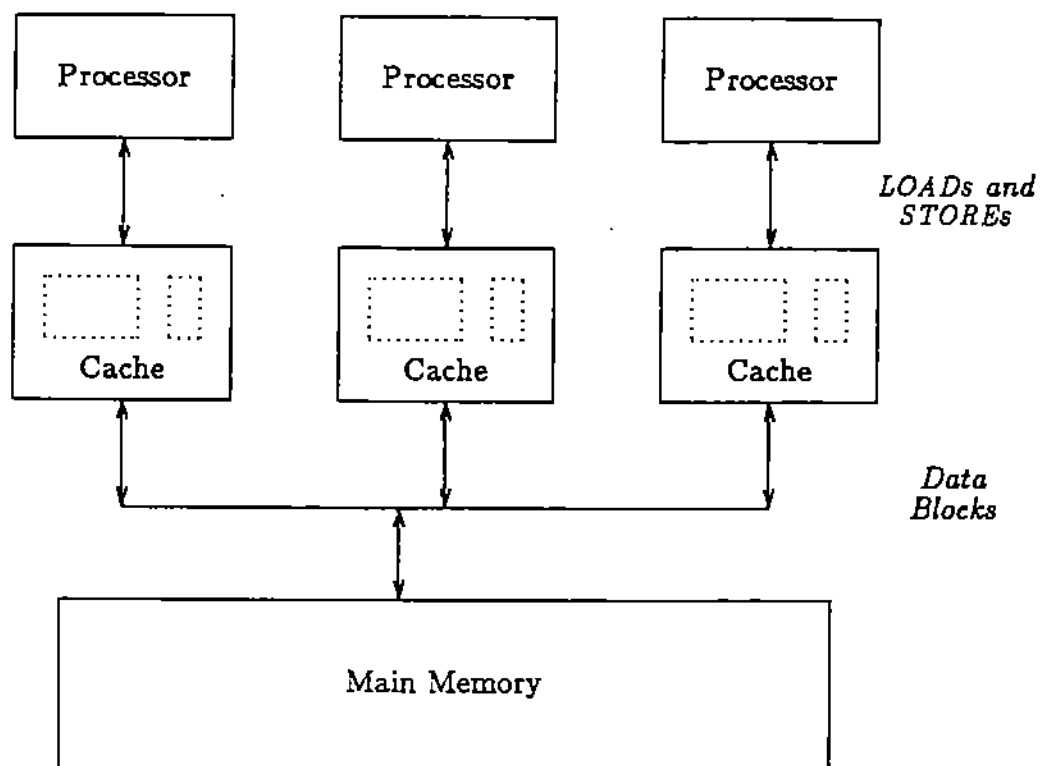 Processor
Processor
Processor
LOADs and
STOREs
Cache
Cache
Cache
Data
Blocks
Main Memory